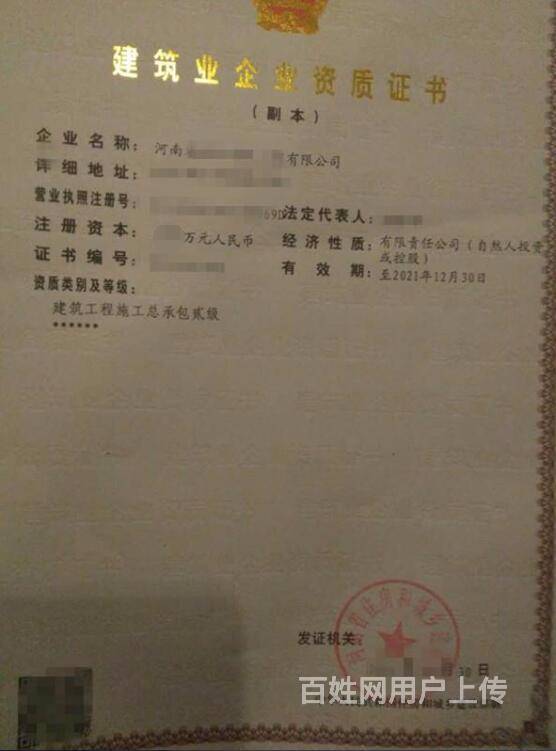 建筑业企业资质证书
（副本）
企业名称：河南 有限公司
详细地址：
营业执照注册号： 69D 法定代表人：
注册资本： 万元人民币 经济性质：有限责任公司（自然人投资
或控股）
证书编号： 有效期：至2021年12月30日
资质类别及等级：
建筑工程施工总承包贰级
******
发证机关：
月30日
百姓网用户上传